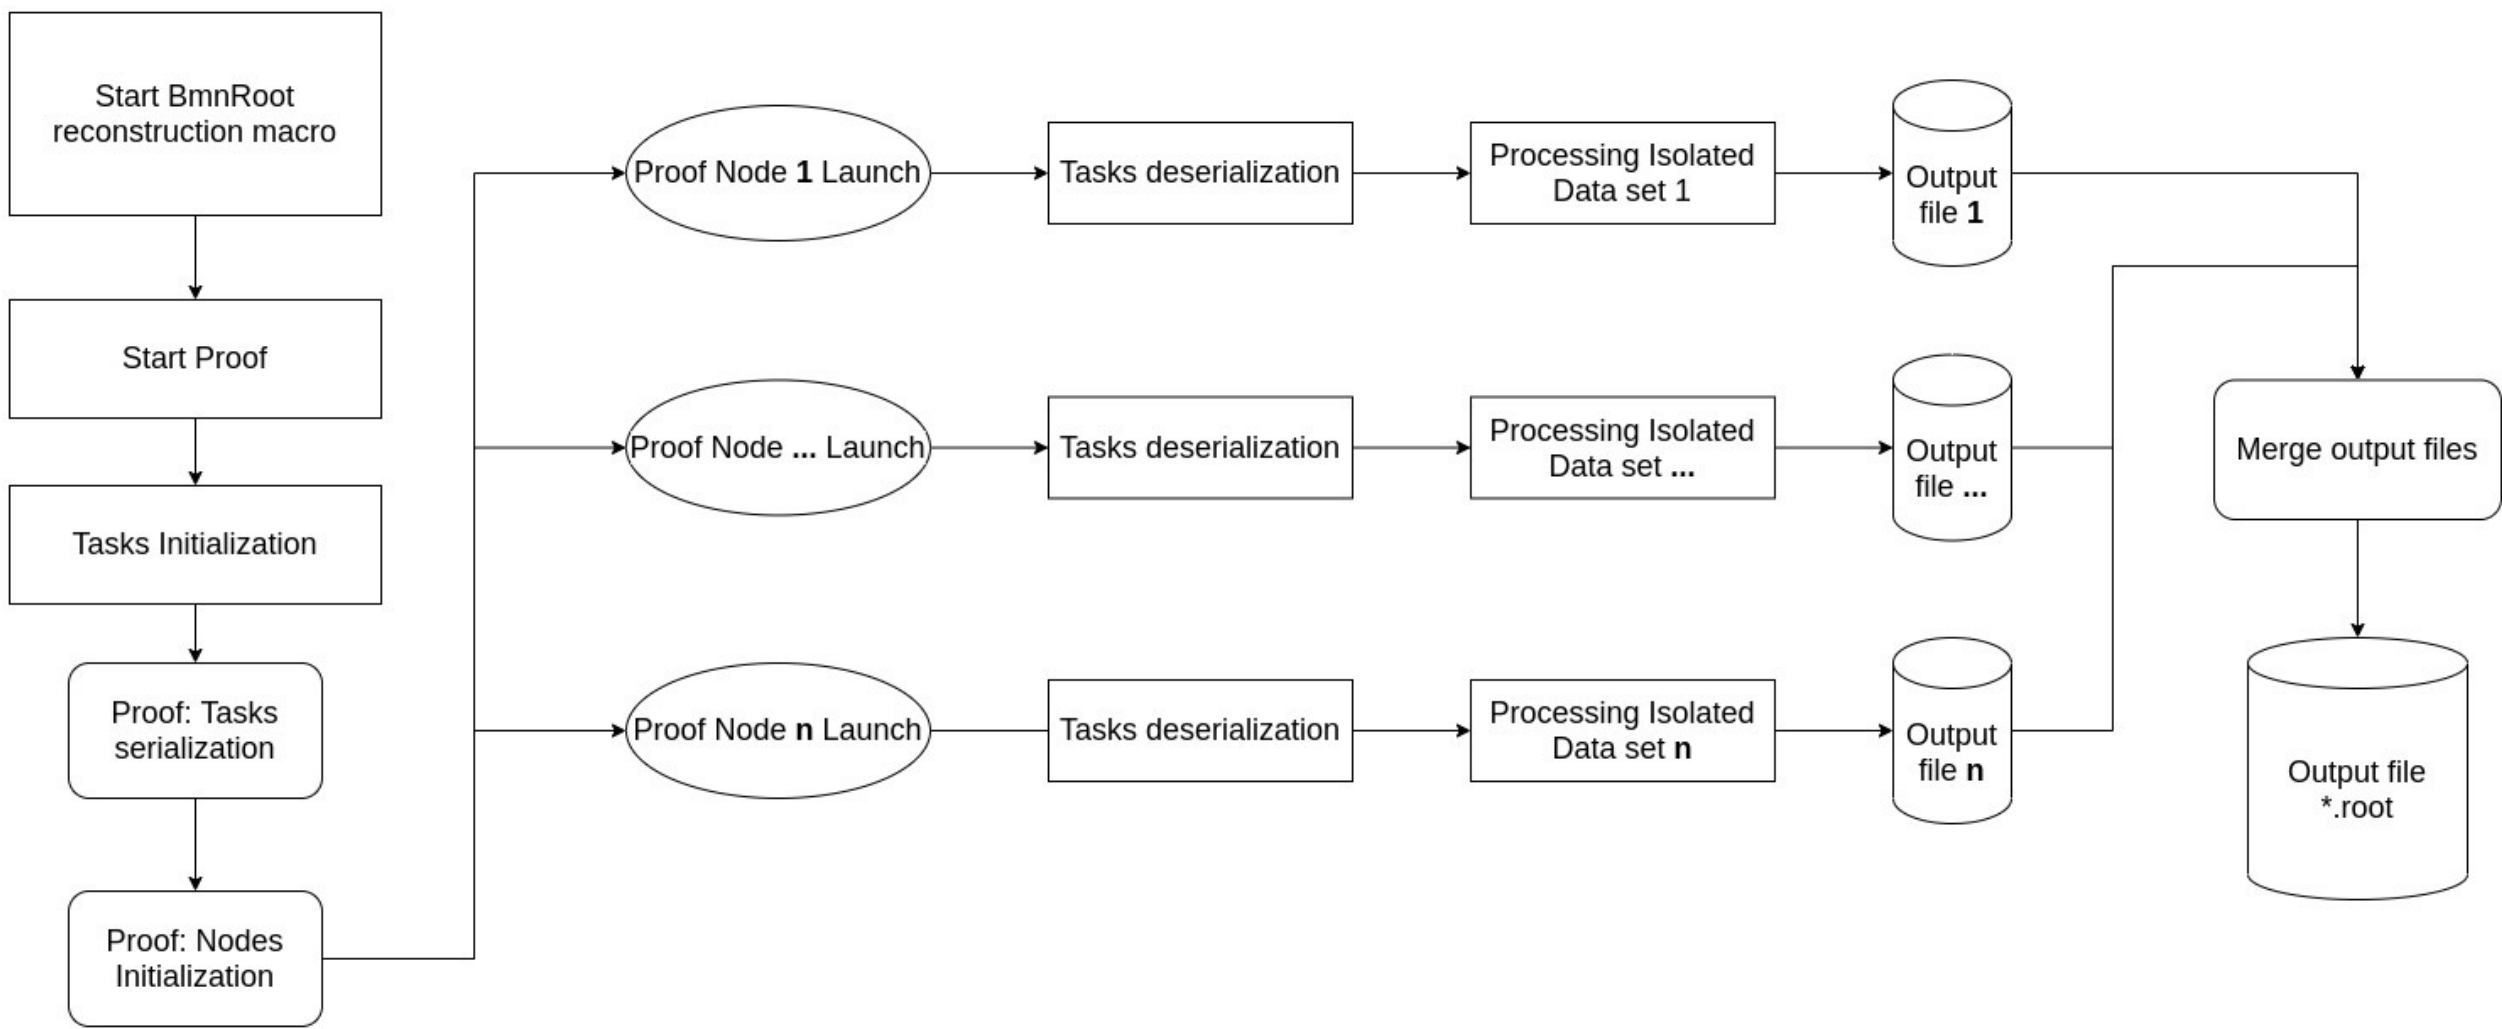 Start BmnRoot
reconstruction macro
Start Proof
Tasks Initialization
Proof: Tasks
serialization
Proof: Nodes
Initialization
Proof Node 1 Launch
Tasks deserialization
Processing Isolated
Data set 1
Output
file 1
Proof Node ... Launch
Tasks deserialization
Processing Isolated
Data set ...
Output
file ...
Proof Node n Launch
Tasks deserialization
Processing Isolated
Data set n
Output
file n
Merge output files
Output file
*.root